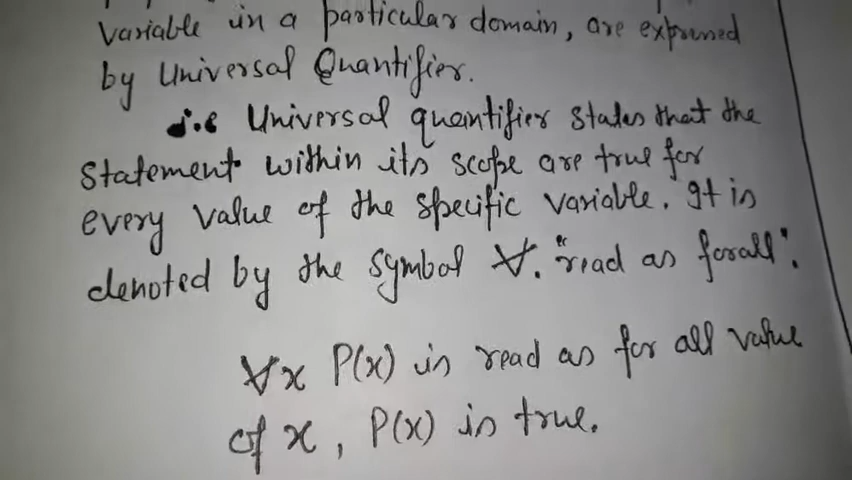 variable in a particular domain, are expressed
by Universal Quantifier.
i.e Universal quantifier states that the
statement within its scope are true for
every value of the specific variable. It is
denoted by the symbol ∀. "read as forall".
∀x P(x) is read as for all value
of x, P(x) is true.